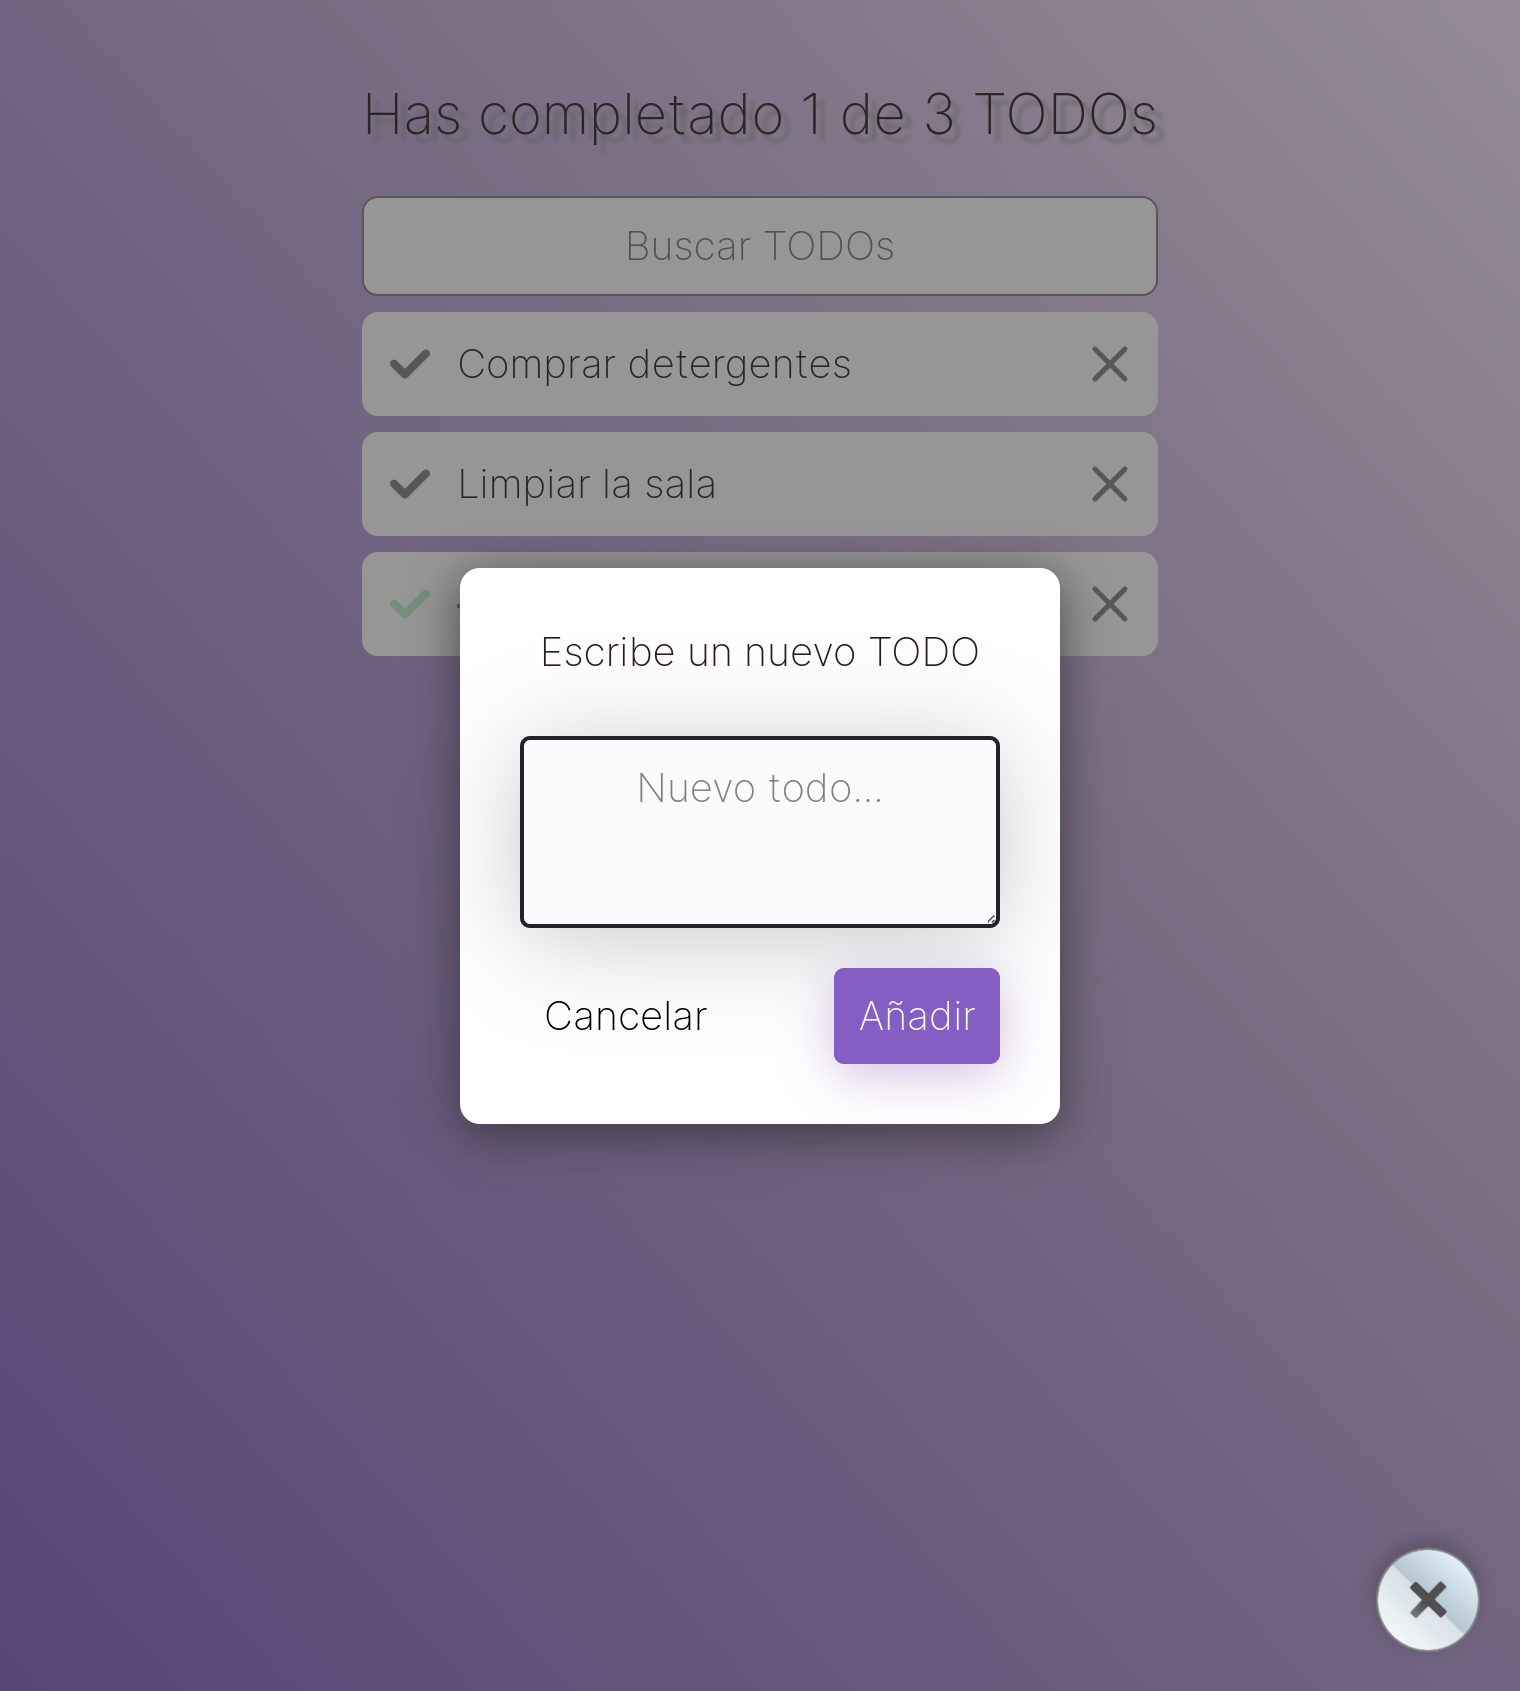 Has completado 1 de 3 TODOs
Buscar TODOs
Comprar detergentes
Limpiar la sala
Escribe un nuevo TODO
Nuevo todo...
Cancelar
Añadir